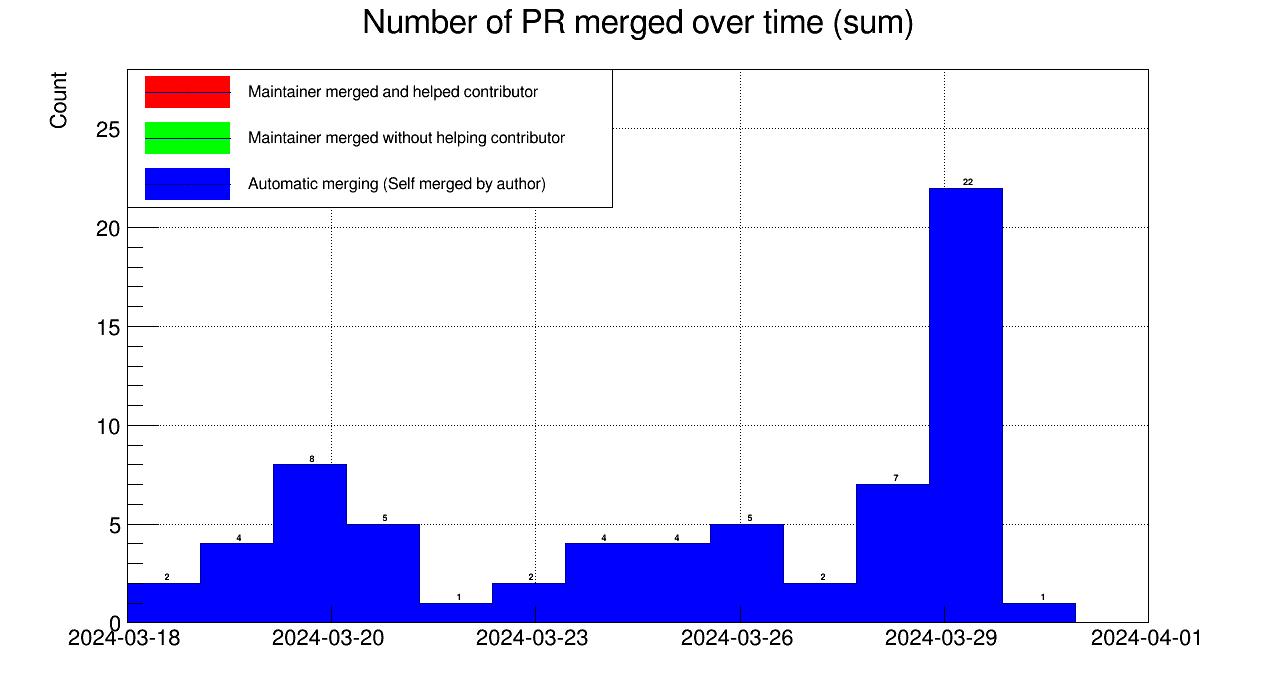 Number of PR merged over time (sum)
Count
Maintainer merged and helped contributor
Maintainer merged without helping contributor
Automatic merging (Self merged by author)
25
20
15
10
5
0
2 4 8 5 1 2 4 4 5 2 7 22 1
2024-03-18 2024-03-20 2024-03-23 2024-03-26 2024-03-29 2024-04-01